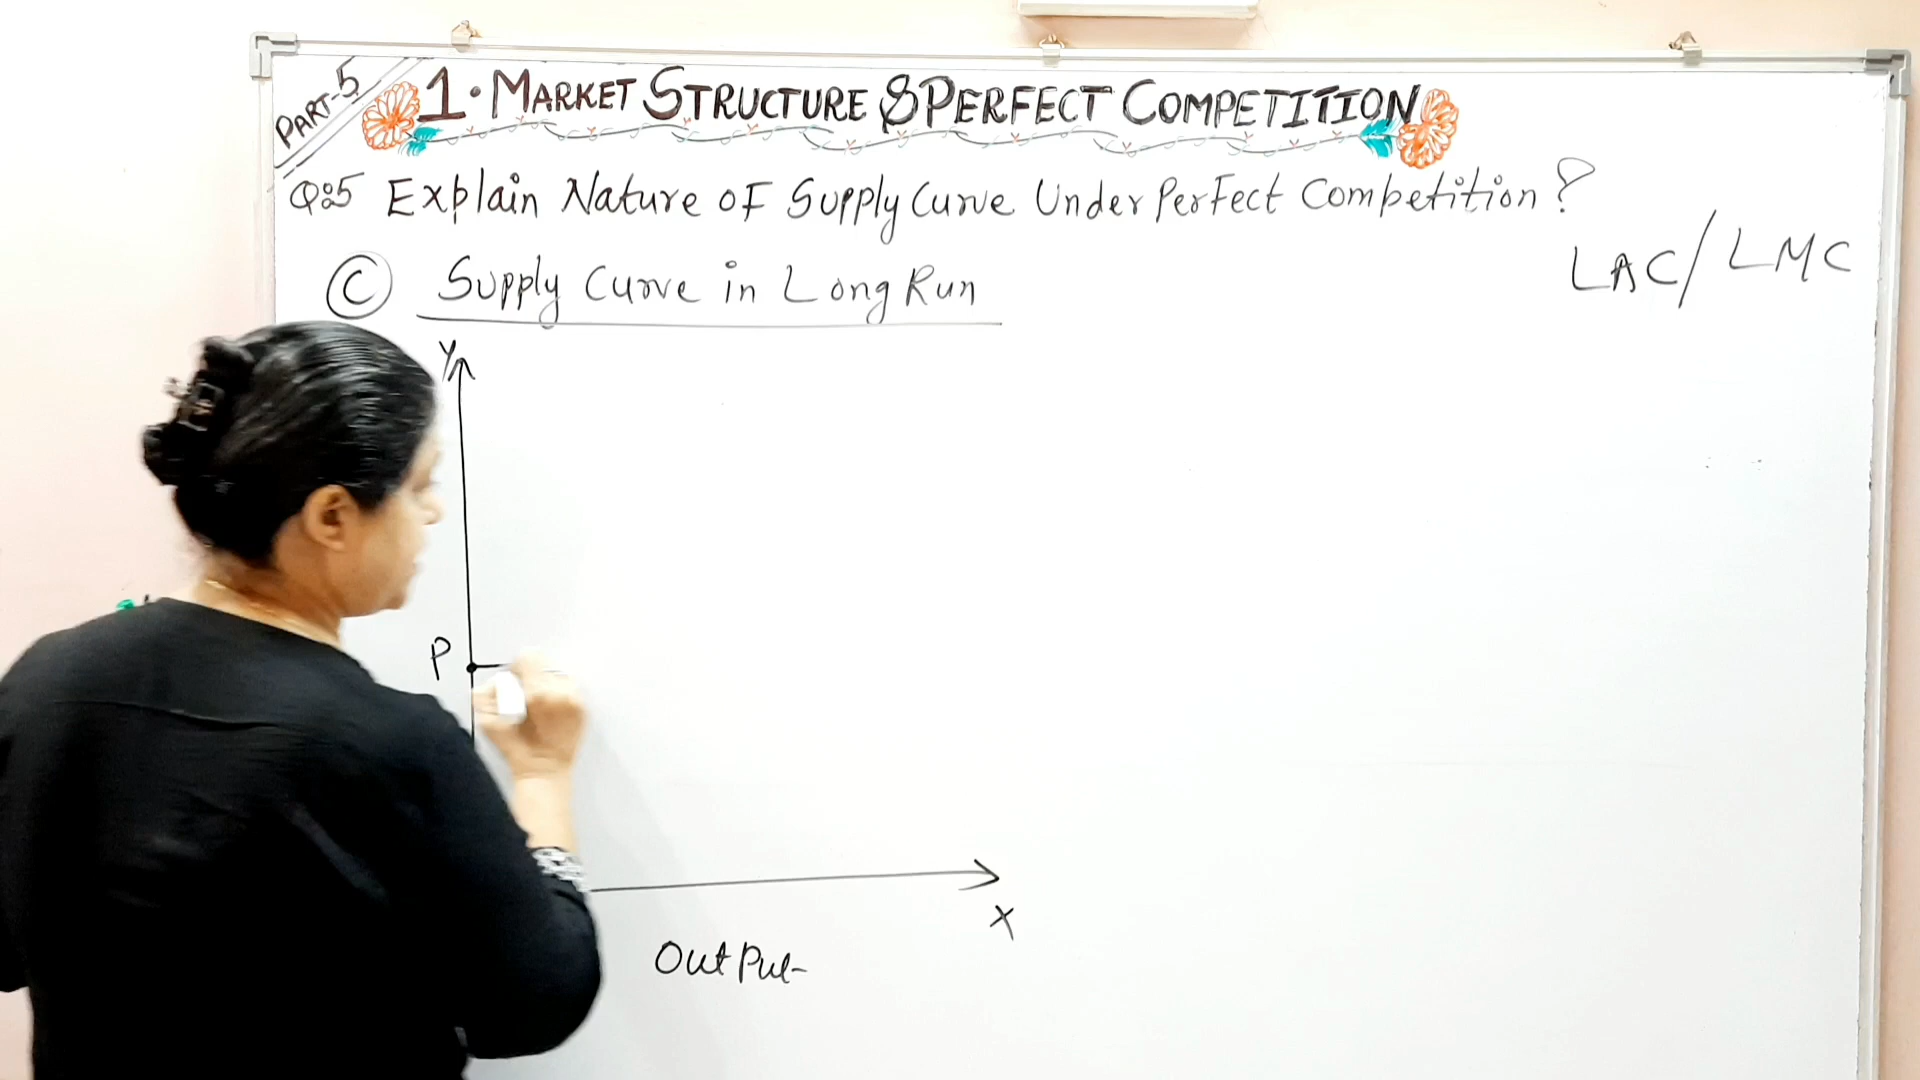 PART-5
1. MARKET STRUCTURE & PERFECT COMPETITION
Q:5 Explain Nature OF Supply Curve Under Perfect Competition?
LAC/LMC
C Supply Curve in Long Run
Y
P
X
Output